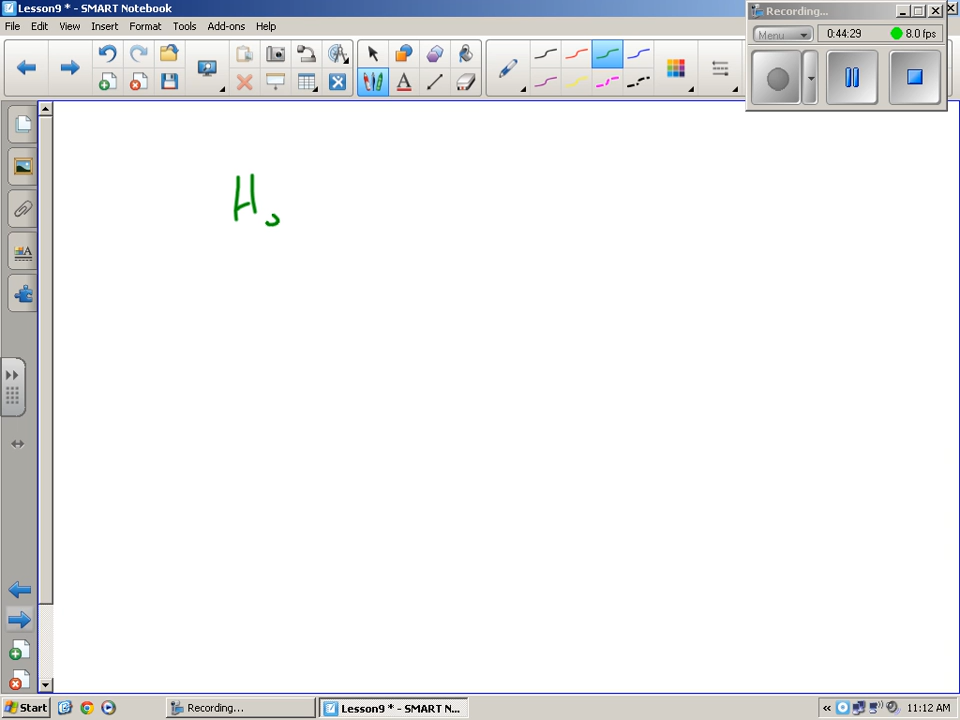 Lesson9 * - SMART Notebook
Recording...
File Edit View Insert Format Tools Add-ons Help
Menu 0:44:29 8.0 fps
H
Start Recording... Lesson9 * - SMART N... « 11:12 AM